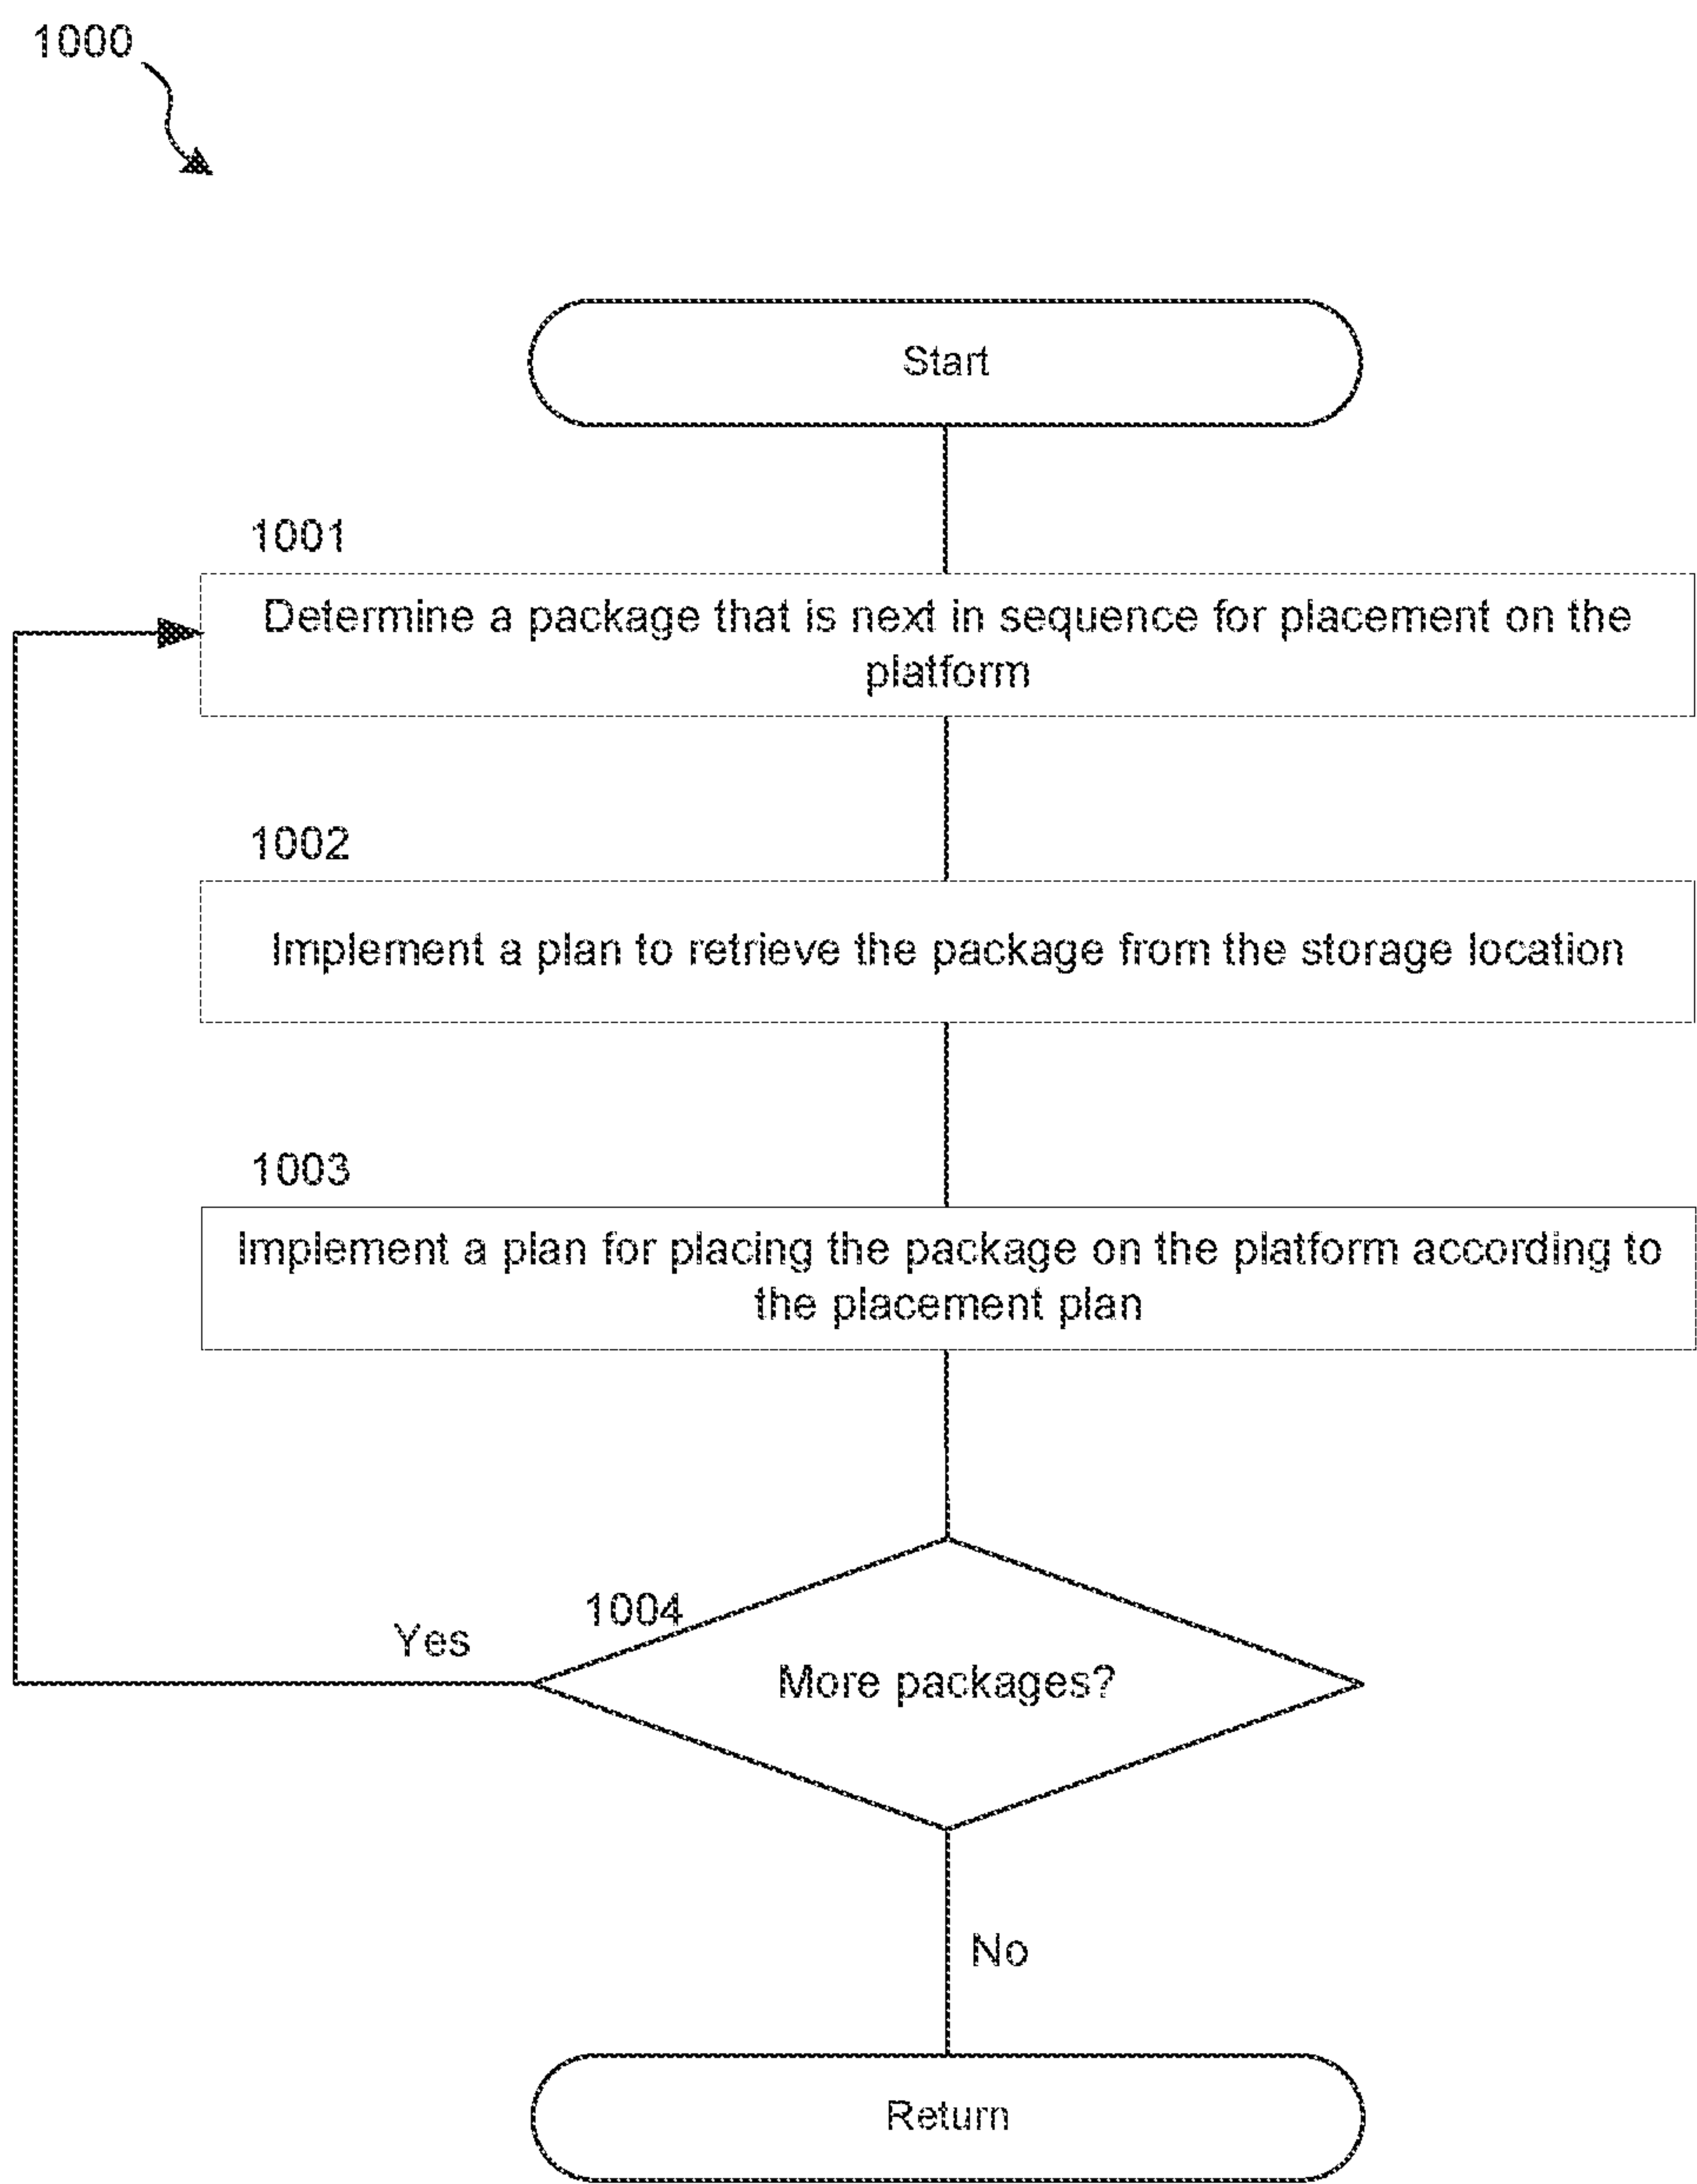 1000
Start
1001
Determine a package that is next in sequence for placement on the
platform
1002
Implement a plan to retrieve the package from the storage location
1003
Implement a plan for placing the package on the platform according to
the placement plan
1004
Yes
More packages?
No
Return